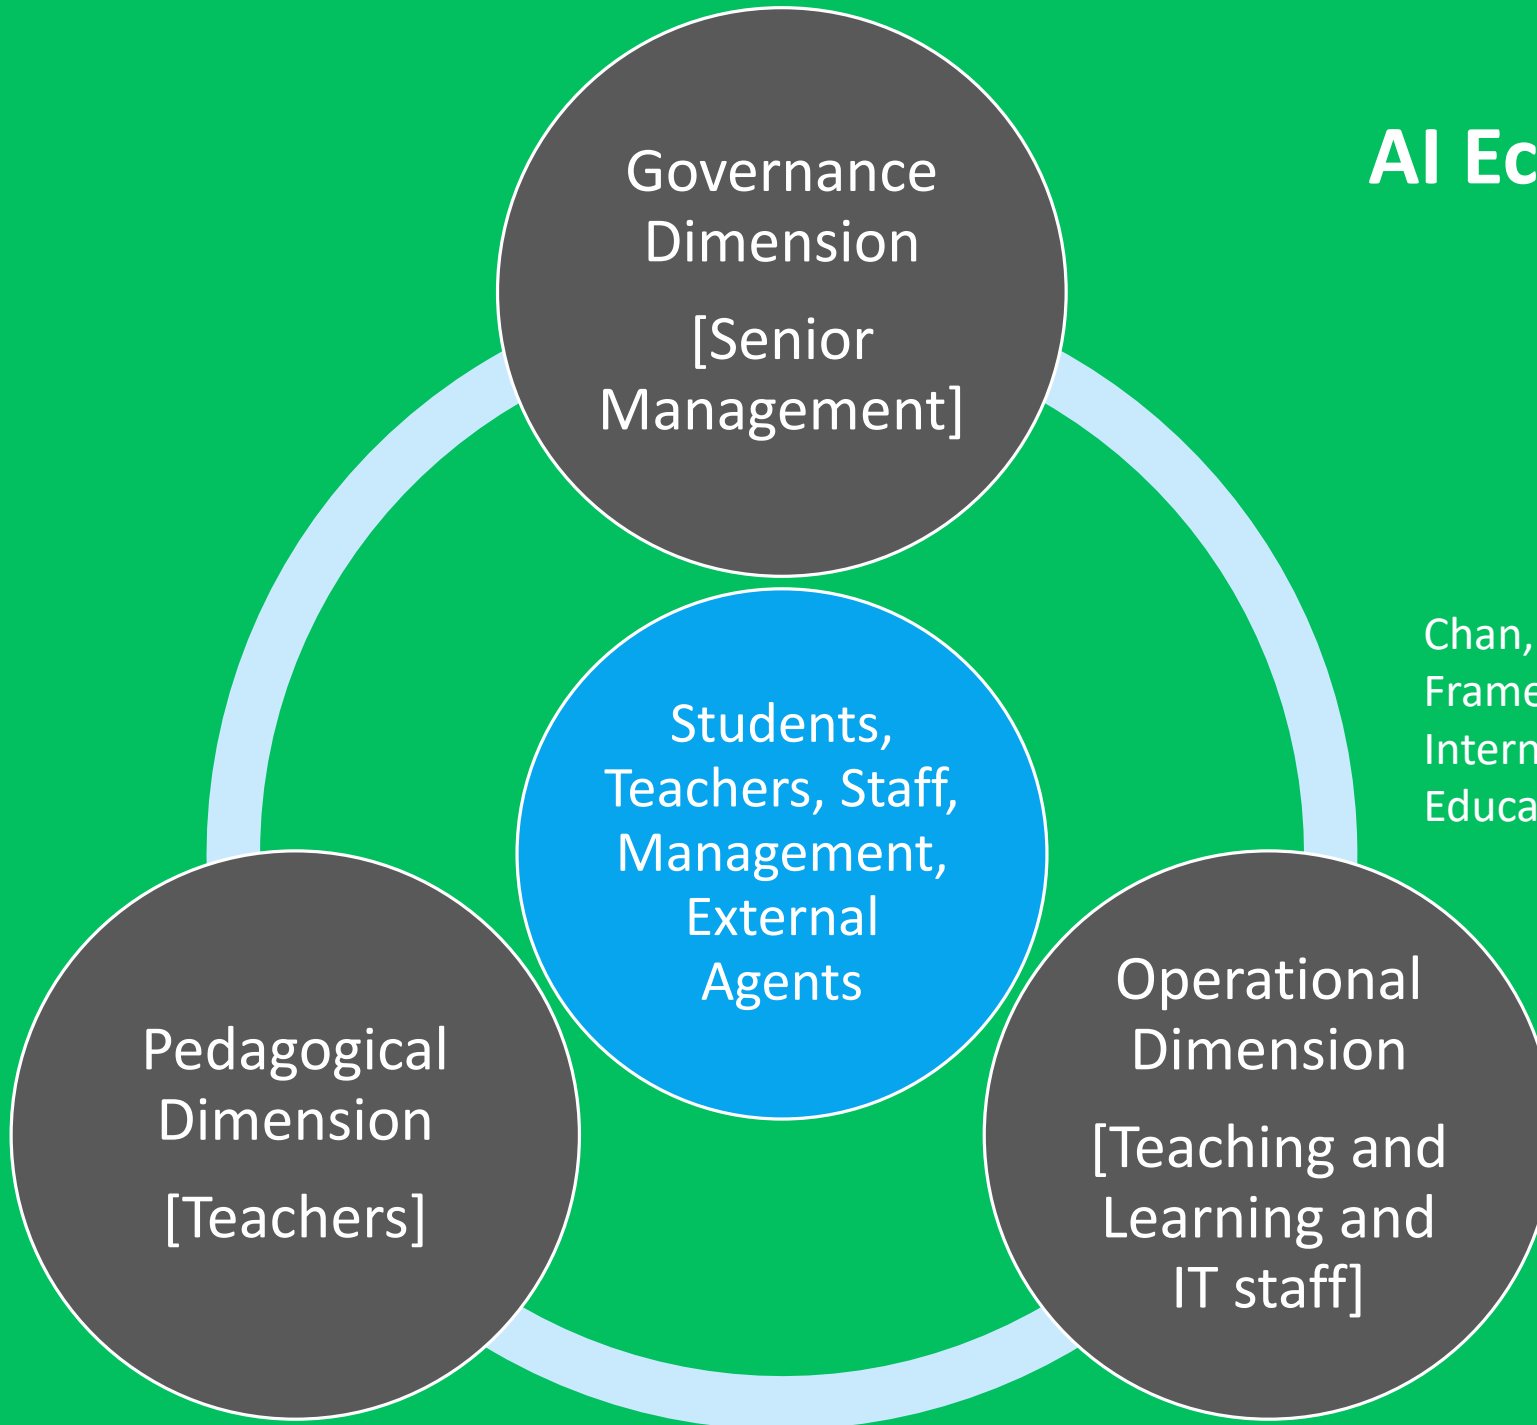 AI Ec
Governance
Dimension
[Senior
Management]
Chan,
Frame
Intern
Educa
Students,
Teachers, Staff,
Management,
External
Agents
Pedagogical
Dimension
[Teachers]
Operational
Dimension
[Teaching and
Learning and
IT staff]